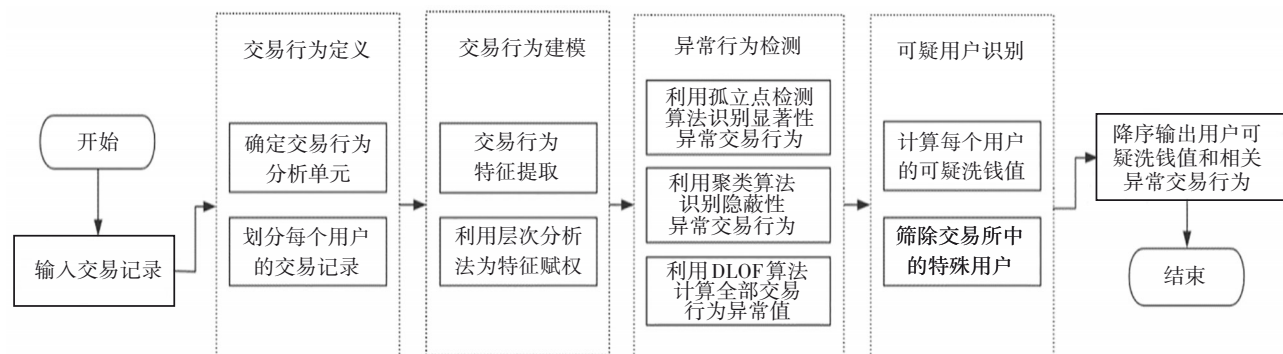 开始
输入交易记录
交易行为定义
确定交易行为
分析单元
划分每个用户
的交易记录
交易行为建模
交易行为
特征提取
利用层次分析
法为特征赋权
异常行为检测
利用孤立点检测
算法识别显著性
异常交易行为
利用聚类算法
识别隐蔽性
异常交易行为
利用DLOF算法
计算全部交易
行为异常值
可疑用户识别
计算每个用户
的可疑洗钱值
筛除交易所中
的特殊用户
降序输出用户可
疑洗钱值和相关
异常交易行为
结束